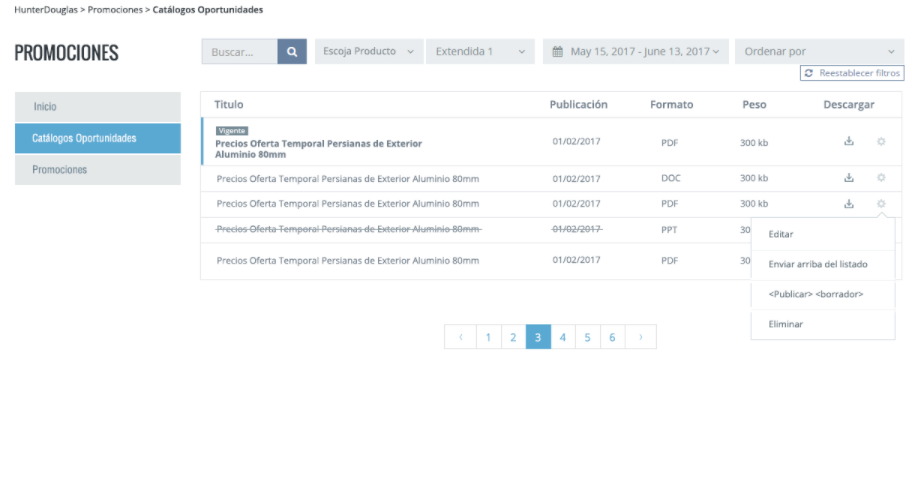 HunterDouglas > Promociones > Catálogos Oportunidades
PROMOCIONES
Buscar...
Escoja Producto
Extendida 1
May 15, 2017 - June 13, 2017
Ordenar por
Reestablecer filtros
Inicio
Catálogos Oportunidades
Promociones
Titulo Publicación Formato Peso Descargar
Vigente
Precios Oferta Temporal Persianas de Exterior
Aluminio 80mm
01/02/2017 PDF 300 kb
Precios Oferta Temporal Persianas de Exterior Aluminio 80mm 01/02/2017 DOC 300 kb
Precios Oferta Temporal Persianas de Exterior Aluminio 80mm 01/02/2017 PDF 300 kb
Precios Oferta Temporal Persianas de Exterior Aluminio 80mm 01/02/2017 PPT 30
Precios Oferta Temporal Persianas de Exterior Aluminio 80mm 01/02/2017 PDF 30
Editar
Enviar arriba del listado
<Publicar> <borrador>
Eliminar
‹ 1 2 3 4 5 6 ›